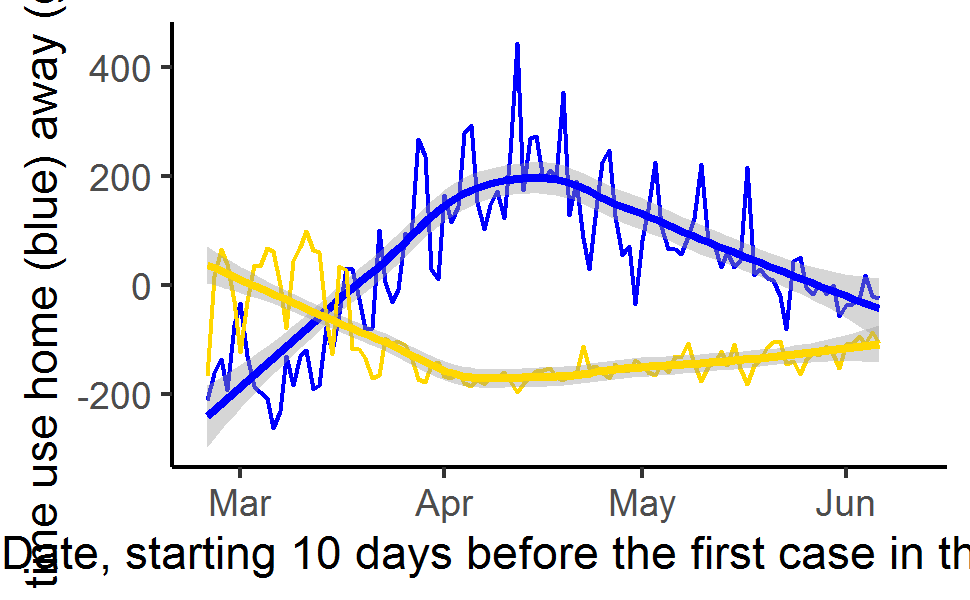 time use home (blue) away (g
400
200
0
-200
Mar Apr May Jun
Date, starting 10 days before the first case in th